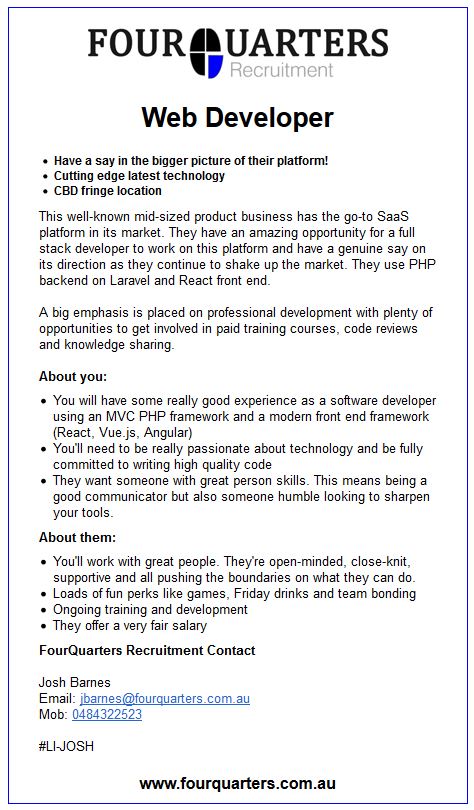 FOUR QUARTERS
Recruitment
Web Developer
• Have a say in the bigger picture of their platform!
• Cutting edge latest technology
• CBD fringe location
This well-known mid-sized product business has the go-to SaaS
platform in its market. They have an amazing opportunity for a full
stack developer to work on this platform and have a genuine say on
its direction as they continue to shake up the market. They use PHP
backend on Laravel and React front end.
A big emphasis is placed on professional development with plenty of
opportunities to get involved in paid training courses, code reviews
and knowledge sharing.
About you:
• You will have some really good experience as a software developer
using an MVC PHP framework and a modern front end framework
(React, Vue.js, Angular)
• You'll need to be really passionate about technology and be fully
committed to writing high quality code
• They want someone with great person skills. This means being a
good communicator but also someone humble looking to sharpen
your tools.
About them:
• You'll work with great people. They're open-minded, close-knit,
supportive and all pushing the boundaries on what they can do.
• Loads of fun perks like games, Friday drinks and team bonding
• Ongoing training and development
• They offer a very fair salary
FourQuarters Recruitment Contact
Josh Barnes
Email: jbarnes@fourquarters.com.au
Mob: 0484322523
#LI-JOSH
www.fourquarters.com.au